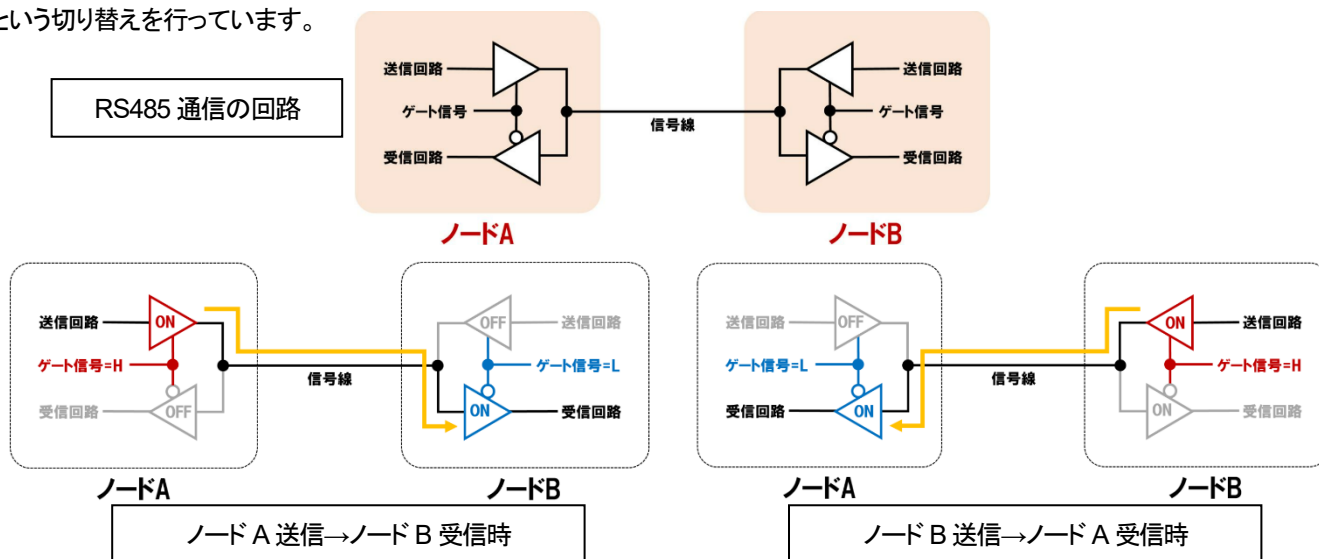 という切り替えを行っています。
RS485 通信の回路
送信回路
ゲート信号
受信回路
信号線
送信回路
ゲート信号
受信回路
ノードA
ノードB
送信回路
ON
ゲート信号=H
受信回路
OFF
信号線
OFF
送信回路
ゲート信号=L
ON
受信回路
ノードA
ノードB
ノード A 送信→ノード B 受信時
送信回路
OFF
ゲート信号=L
受信回路
ON
信号線
ON
送信回路
ゲート信号=H
ON
受信回路
ノードA
ノードB
ノード B 送信→ノード A 受信時